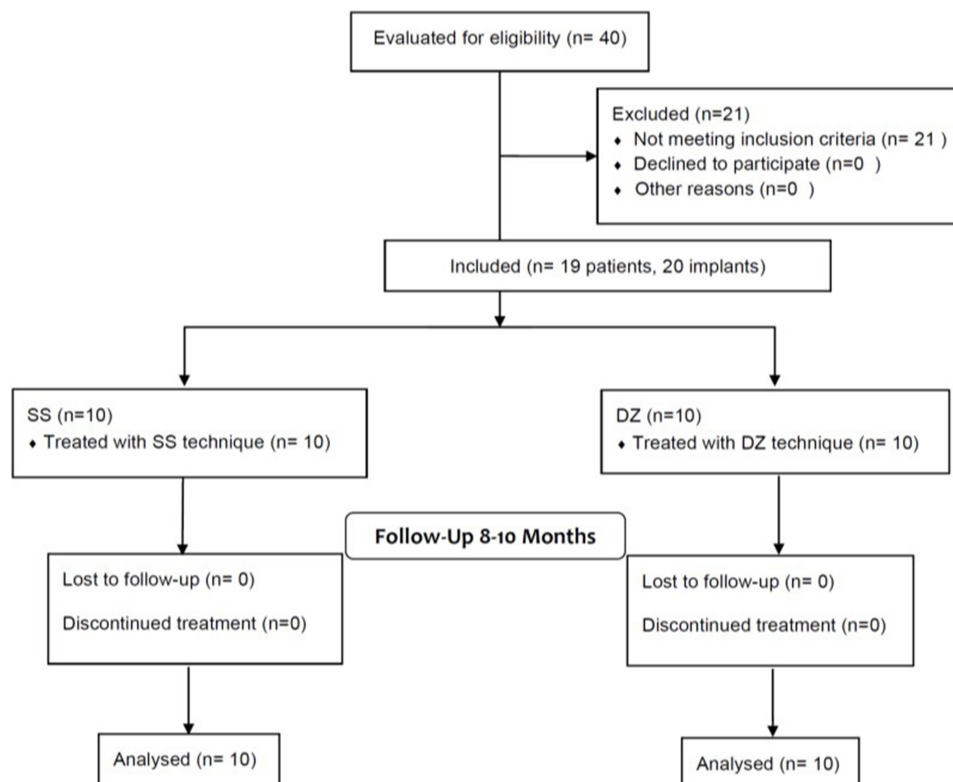 Evaluated for eligibility (n= 40)
Excluded (n=21)
♦ Not meeting inclusion criteria (n= 21 )
♦ Declined to participate (n=0 )
♦ Other reasons (n=0 )
Included (n= 19 patients, 20 implants)
SS (n=10)
♦ Treated with SS technique (n= 10)
DZ (n=10)
♦ Treated with DZ technique (n= 10)
Follow-Up 8-10 Months
Lost to follow-up (n= 0)
Discontinued treatment (n=0)
Lost to follow-up (n= 0)
Discontinued treatment (n=0)
Analysed (n= 10)
Analysed (n= 10)